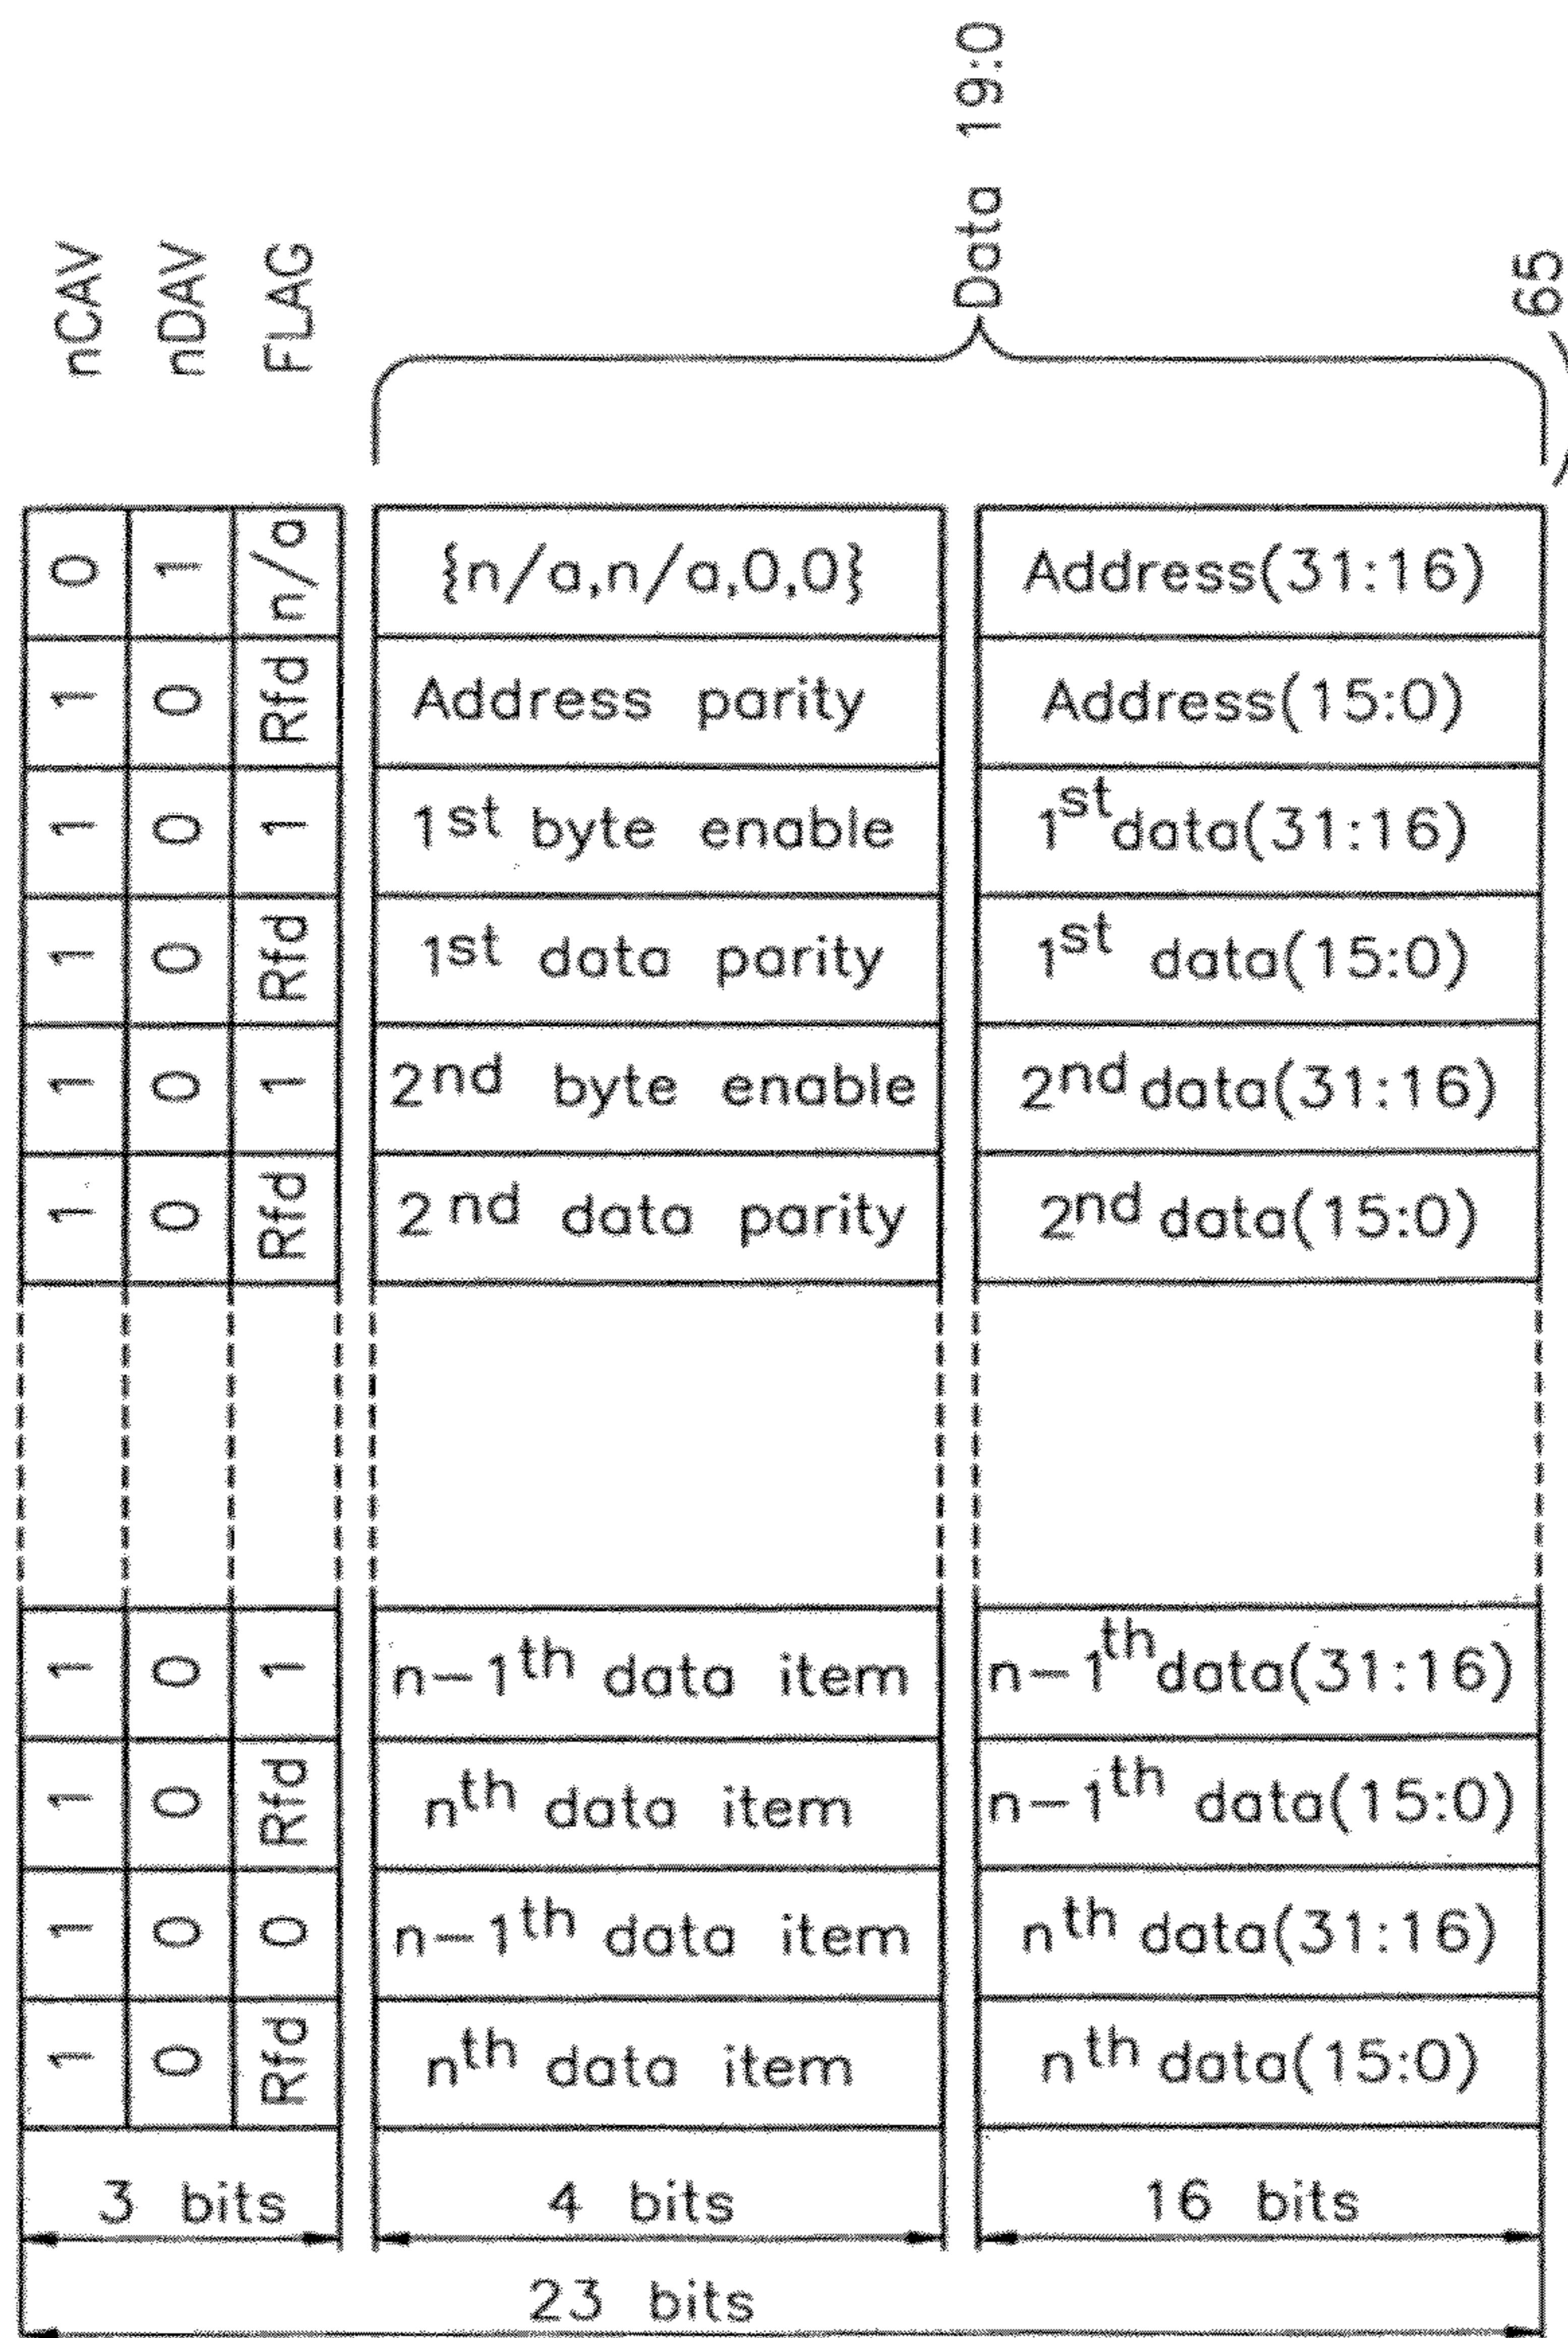 nCAV nDAV FLAG Data 19:0 65
0 1 n/a {n/a,n/a,0,0} Address(31:16)
1 0 Rfd Address parity Address(15:0)
1 0 1 1st byte enable 1st data(31:16)
1 0 Rfd 1st data parity 1st data(15:0)
1 0 1 2nd byte enable 2nd data(31:16)
1 0 Rfd 2nd data parity 2nd data(15:0)
1 0 1 n-1th data item n-1th data(31:16)
1 0 Rfd nth data item n-1th data(15:0)
1 0 0 n-1th data item nth data(31:16)
1 0 Rfd nth data item nth data(15:0)
3 bits 4 bits 16 bits
23 bits